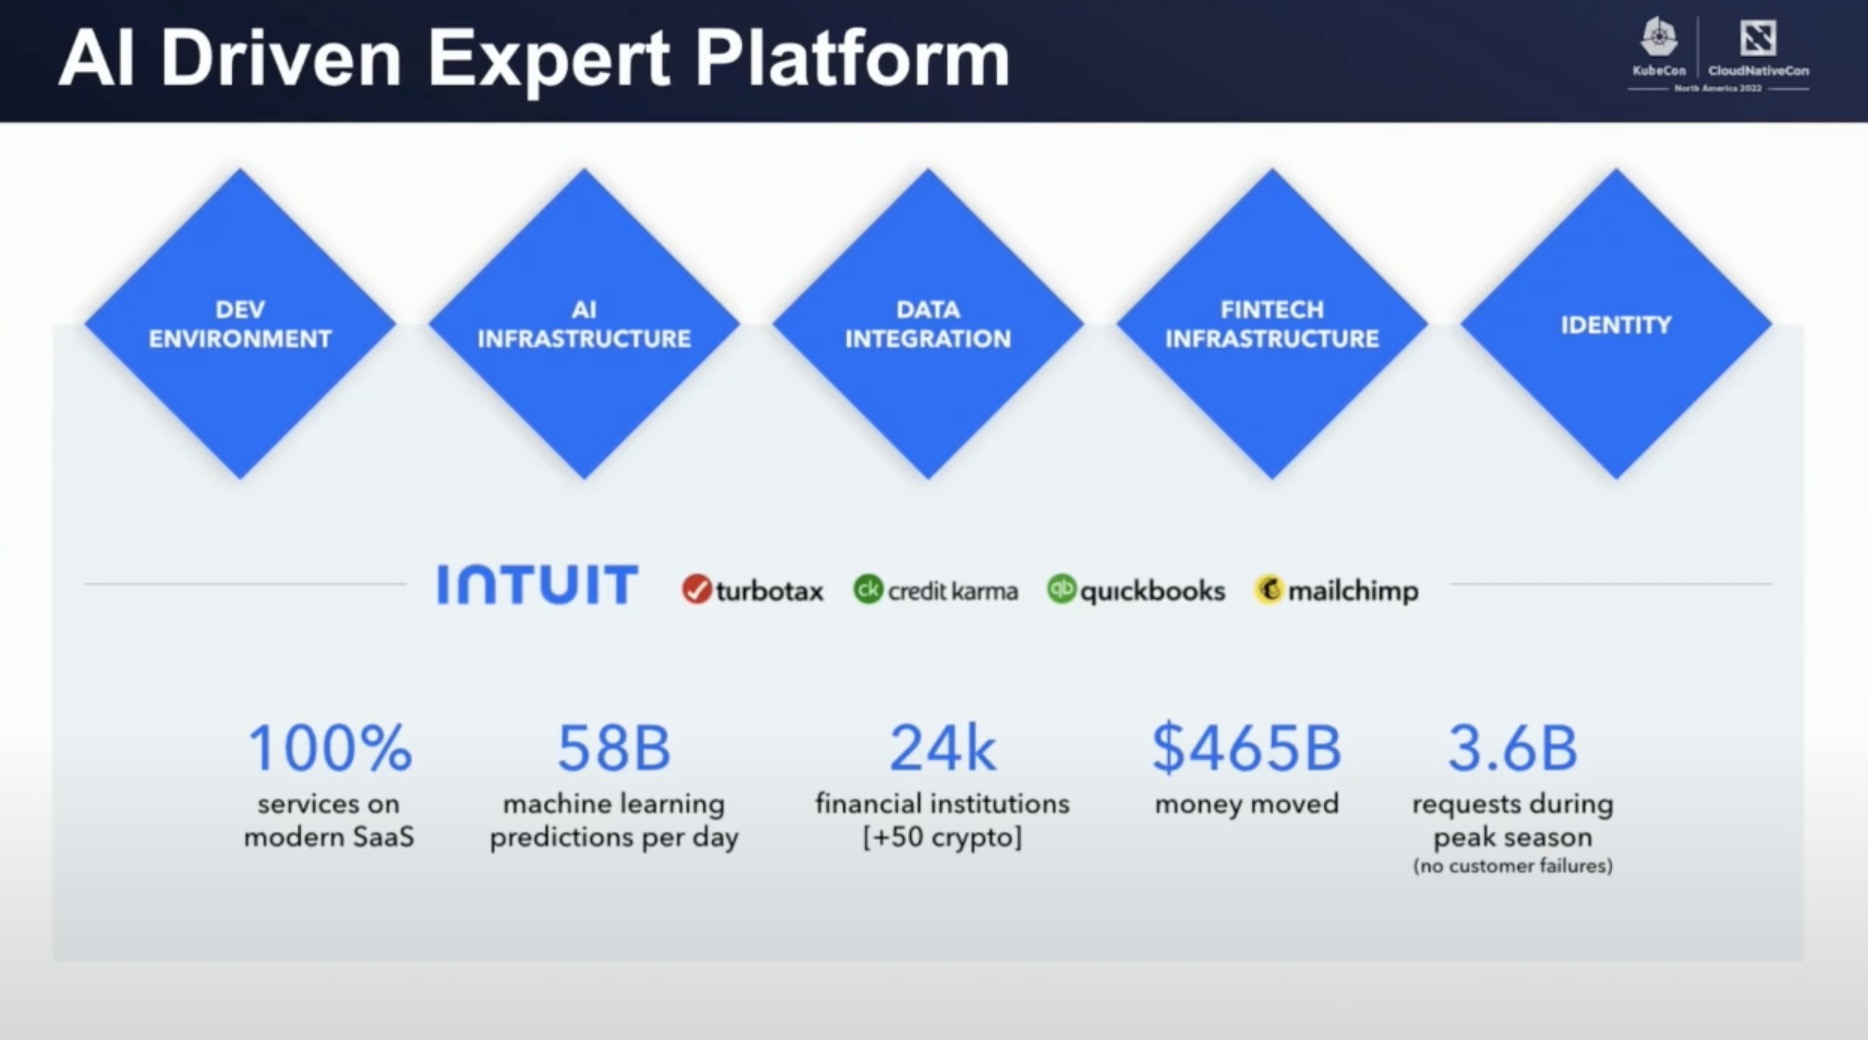 AI Driven Expert Platform
KubeCon
CloudNativeCon
North America 2022
DEV
ENVIRONMENT
AI
INFRASTRUCTURE
DATA
INTEGRATION
FINTECH
INFRASTRUCTURE
IDENTITY
INTUIT
turbotax
ck credit karma
qb quickbooks
mailchimp
100%
services on
modern SaaS
58B
machine learning
predictions per day
24k
financial institutions
[+50 crypto]
$465B
money moved
3.6B
requests during
peak season
(no customer failures)